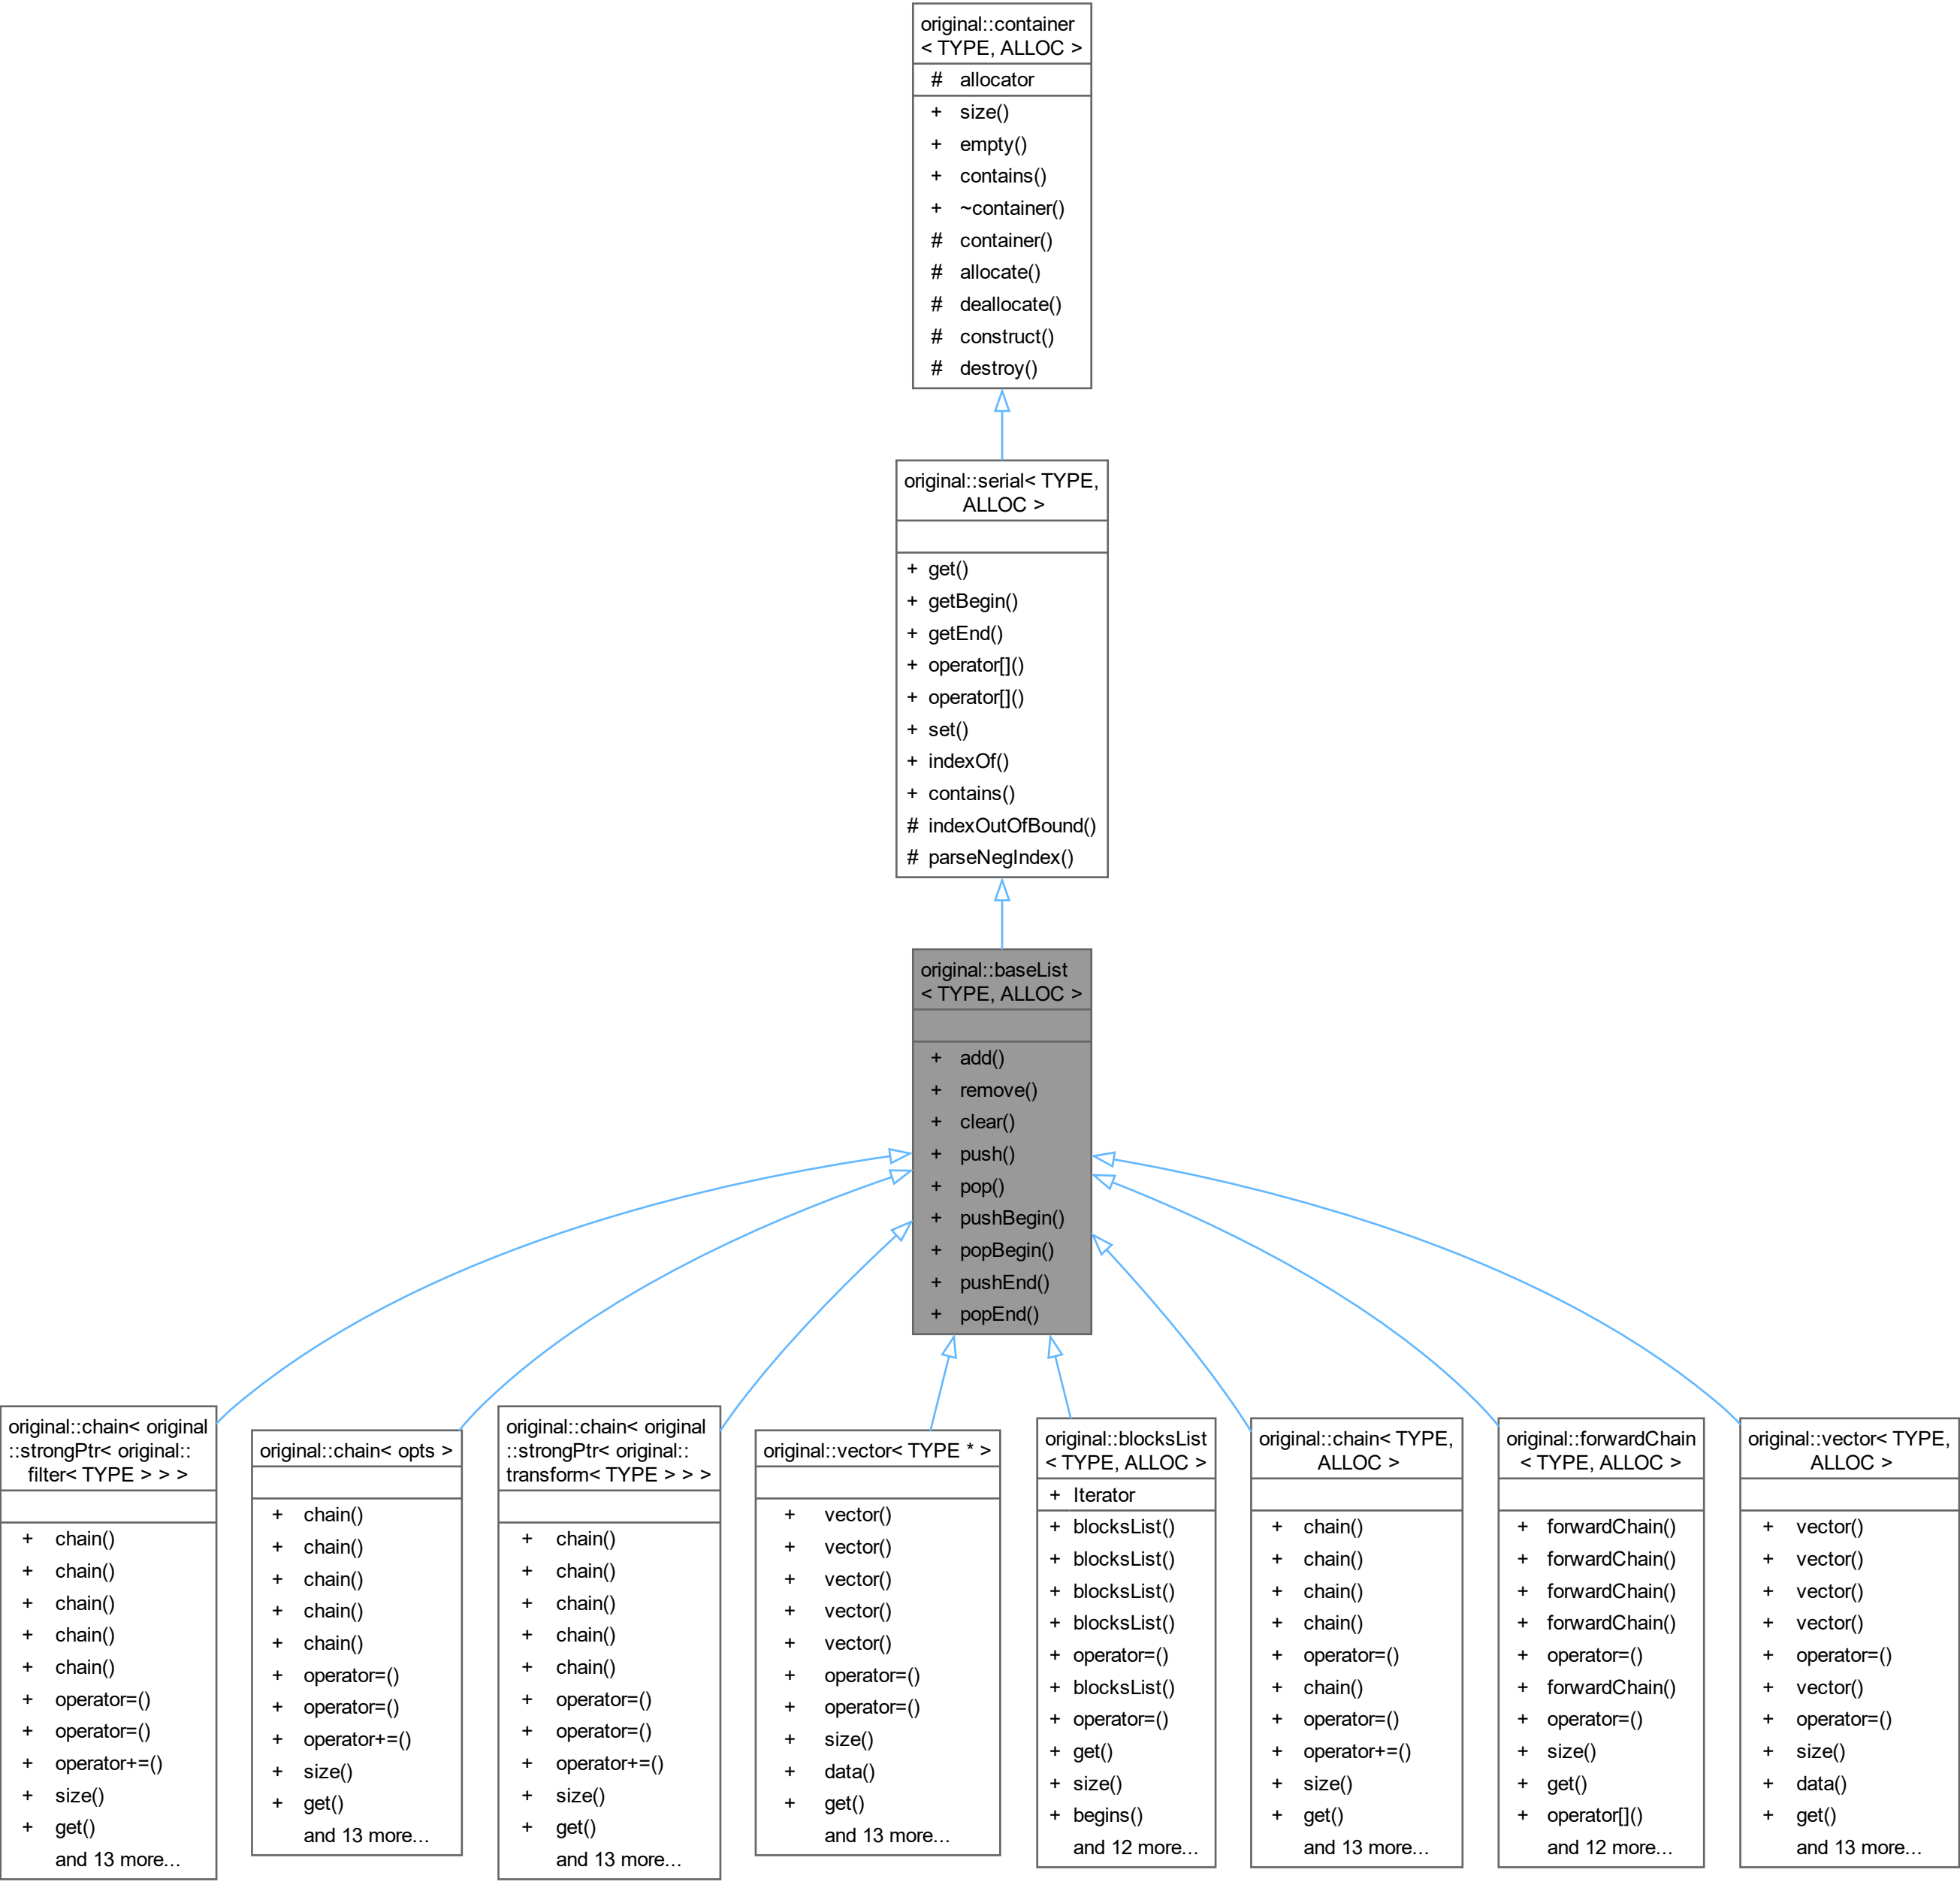 original::container
< TYPE, ALLOC >
# allocator
+ size()
+ empty()
+ contains()
+ ~container()
# container()
# allocate()
# deallocate()
# construct()
# destroy()
original::serial< TYPE,
ALLOC >
+ get()
+ getBegin()
+ getEnd()
+ operator[]()
+ operator[]()
+ set()
+ indexOf()
+ contains()
# indexOutOfBound()
# parseNegIndex()
original::baseList
< TYPE, ALLOC >
+ add()
+ remove()
+ clear()
+ push()
+ pop()
+ pushBegin()
+ popBegin()
+ pushEnd()
+ popEnd()
original::chain< original
::strongPtr< original::
filter< TYPE > > >
+ chain()
+ chain()
+ chain()
+ chain()
+ chain()
+ operator=()
+ operator=()
+ operator+=()
+ size()
+ get()
and 13 more...
original::chain< opts >
+ chain()
+ chain()
+ chain()
+ chain()
+ chain()
+ operator=()
+ operator=()
+ operator+=()
+ size()
+ get()
and 13 more...
original::chain< original
::strongPtr< original::
transform< TYPE > > >
+ chain()
+ chain()
+ chain()
+ chain()
+ chain()
+ operator=()
+ operator=()
+ operator+=()
+ size()
+ get()
and 13 more...
original::vector< TYPE * >
+ vector()
+ vector()
+ vector()
+ vector()
+ vector()
+ operator=()
+ operator=()
+ size()
+ data()
+ get()
and 13 more...
original::blocksList
< TYPE, ALLOC >
+ Iterator
+ blocksList()
+ blocksList()
+ blocksList()
+ blocksList()
+ operator=()
+ blocksList()
+ operator=()
+ get()
+ size()
+ begins()
and 12 more...
original::chain< TYPE,
ALLOC >
+ chain()
+ chain()
+ chain()
+ chain()
+ operator=()
+ chain()
+ operator=()
+ operator+=()
+ size()
+ get()
and 13 more...
original::forwardChain
< TYPE, ALLOC >
+ forwardChain()
+ forwardChain()
+ forwardChain()
+ forwardChain()
+ operator=()
+ forwardChain()
+ operator=()
+ size()
+ get()
+ operator[]()
and 12 more...
original::vector< TYPE,
ALLOC >
+ vector()
+ vector()
+ vector()
+ vector()
+ operator=()
+ vector()
+ operator=()
+ size()
+ data()
+ get()
and 13 more...